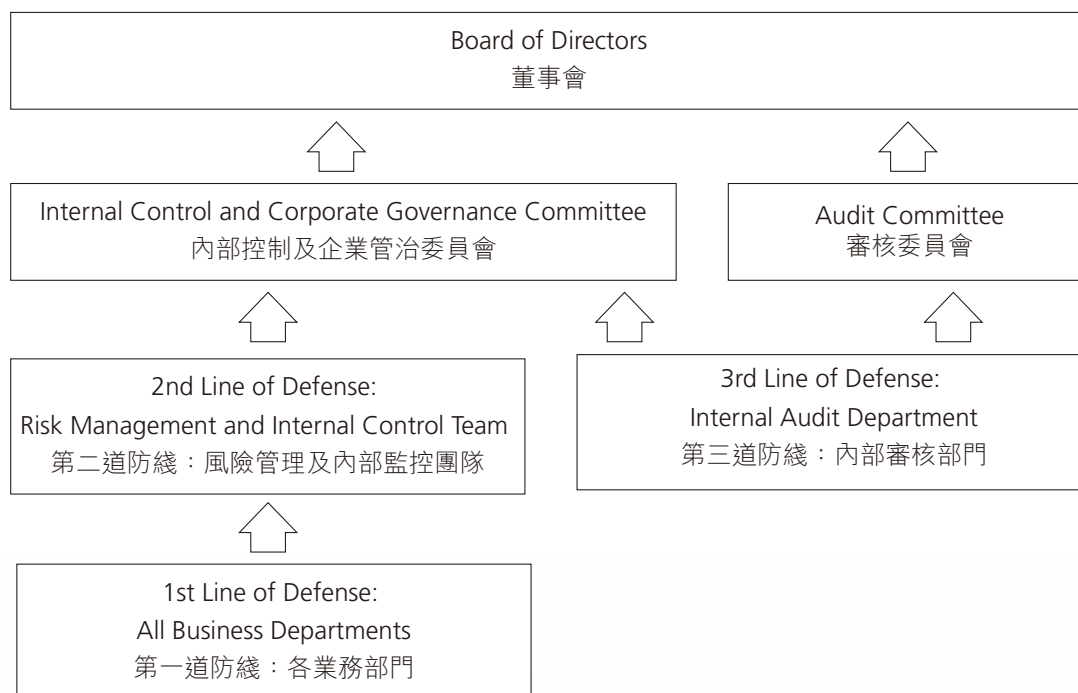 Board of Directors
董事會
Internal Control and Corporate Governance Committee
內部控制及企業管治委員會
Audit Committee
審核委員會
2nd Line of Defense:
Risk Management and Internal Control Team
第二道防綫：風險管理及內部監控團隊
3rd Line of Defense:
Internal Audit Department
第三道防綫：內部審核部門
1st Line of Defense:
All Business Departments
第一道防綫：各業務部門